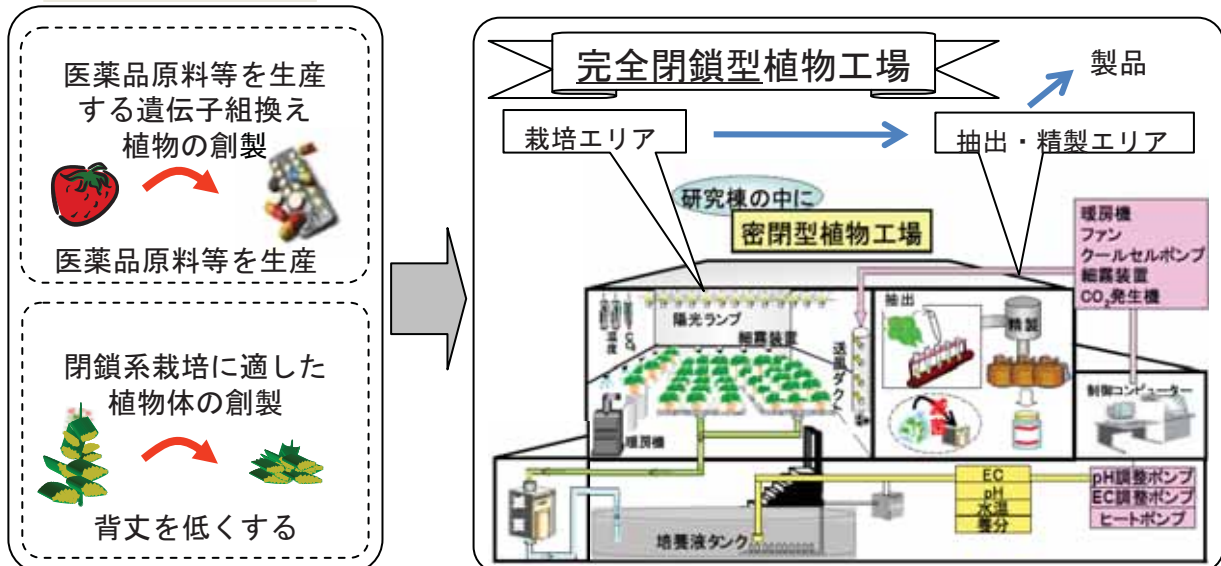 医薬品原料等を生産
する遺伝子組換え
植物の創製
医薬品原料等を生産
閉鎖系栽培に適した
植物体の創製
背丈を低くする
完全閉鎖型植物工場
製品
栽培エリア
抽出・精製エリア
研究棟の中に
密閉型植物工場
暖房機
ファン
クールセルポンプ
細霧装置
CO₂発生機
陽光ランプ
細霧装置
温度
送風ダクト
暖房機
抽出
精製
制御コンピューター
EC
pH
水温
養分
pH調整ポンプ
EC調整ポンプ
ヒートポンプ
培養液タンク